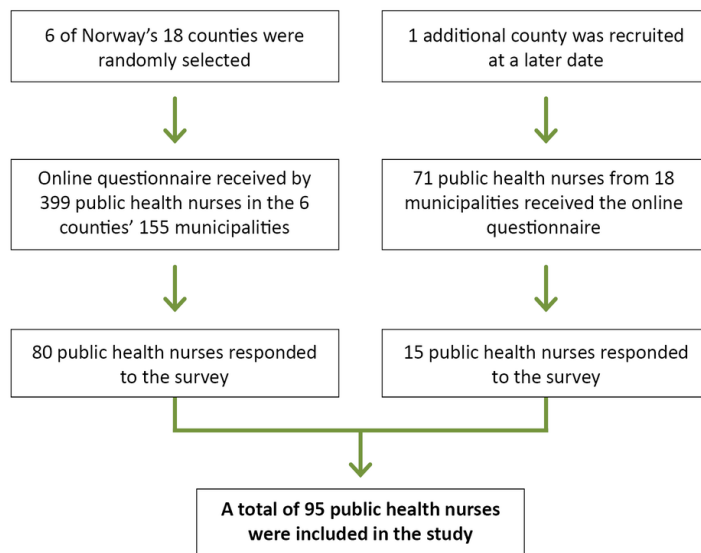 6 of Norway's 18 counties were
randomly selected
1 additional county was recruited
at a later date
Online questionnaire received by
399 public health nurses in the 6
counties' 155 municipalities
71 public health nurses from 18
municipalities received the online
questionnaire
80 public health nurses responded
to the survey
15 public health nurses responded
to the survey
A total of 95 public health nurses
were included in the study